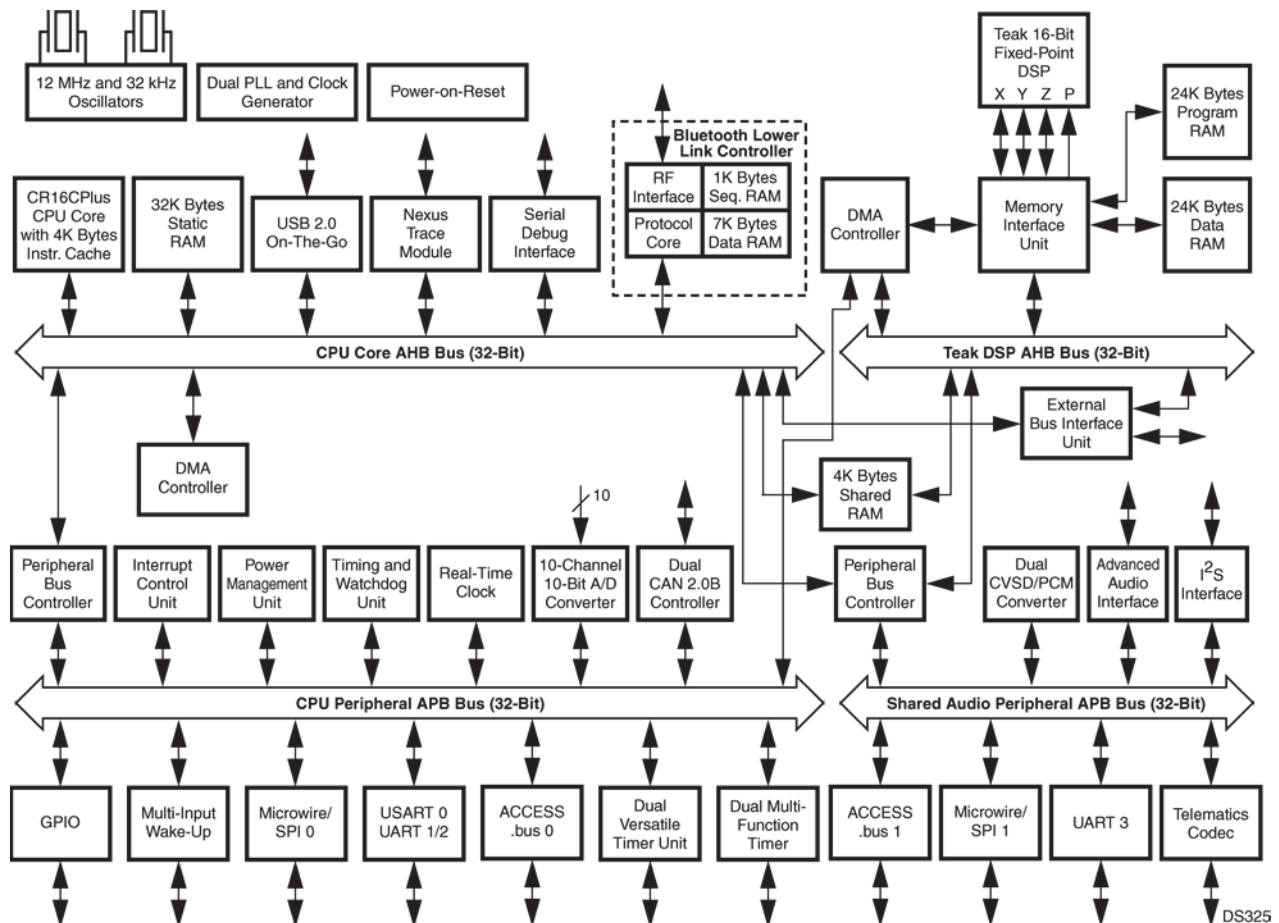 12 MHz and 32 kHz
Oscillators
Dual PLL and Clock
Generator
Power-on-Reset
Teak 16-Bit
Fixed-Point
DSP
X Y Z P
24K Bytes
Program
RAM
Bluetooth Lower
Link Controller
RF
Interface
1K Bytes
Seq. RAM
Protocol
Core
7K Bytes
Data RAM
CR16CPlus
CPU Core
with 4K Bytes
Instr. Cache
32K Bytes
Static
RAM
USB 2.0
On-The-Go
Nexus
Trace
Module
Serial
Debug
Interface
DMA
Controller
Memory
Interface
Unit
24K Bytes
Data
RAM
CPU Core AHB Bus (32-Bit)
Teak DSP AHB Bus (32-Bit)
DMA
Controller
External
Bus Interface
Unit
4K Bytes
Shared
RAM
10
Peripheral
Bus
Controller
Interrupt
Control
Unit
Power
Management
Unit
Timing and
Watchdog
Unit
Real-Time
Clock
10-Channel
10-Bit A/D
Converter
Dual
CAN 2.0B
Controller
Peripheral
Bus
Controller
Dual
CVSD/PCM
Converter
Advanced
Audio
Interface
I²S
Interface
CPU Peripheral APB Bus (32-Bit)
Shared Audio Peripheral APB Bus (32-Bit)
GPIO
Multi-Input
Wake-Up
Microwire/
SPI 0
USART 0
UART 1/2
ACCESS
.bus 0
Dual
Versatile
Timer Unit
Dual Multi-
Function
Timer
ACCESS
.bus 1
Microwire/
SPI 1
UART 3
Telematics
Codec
DS325